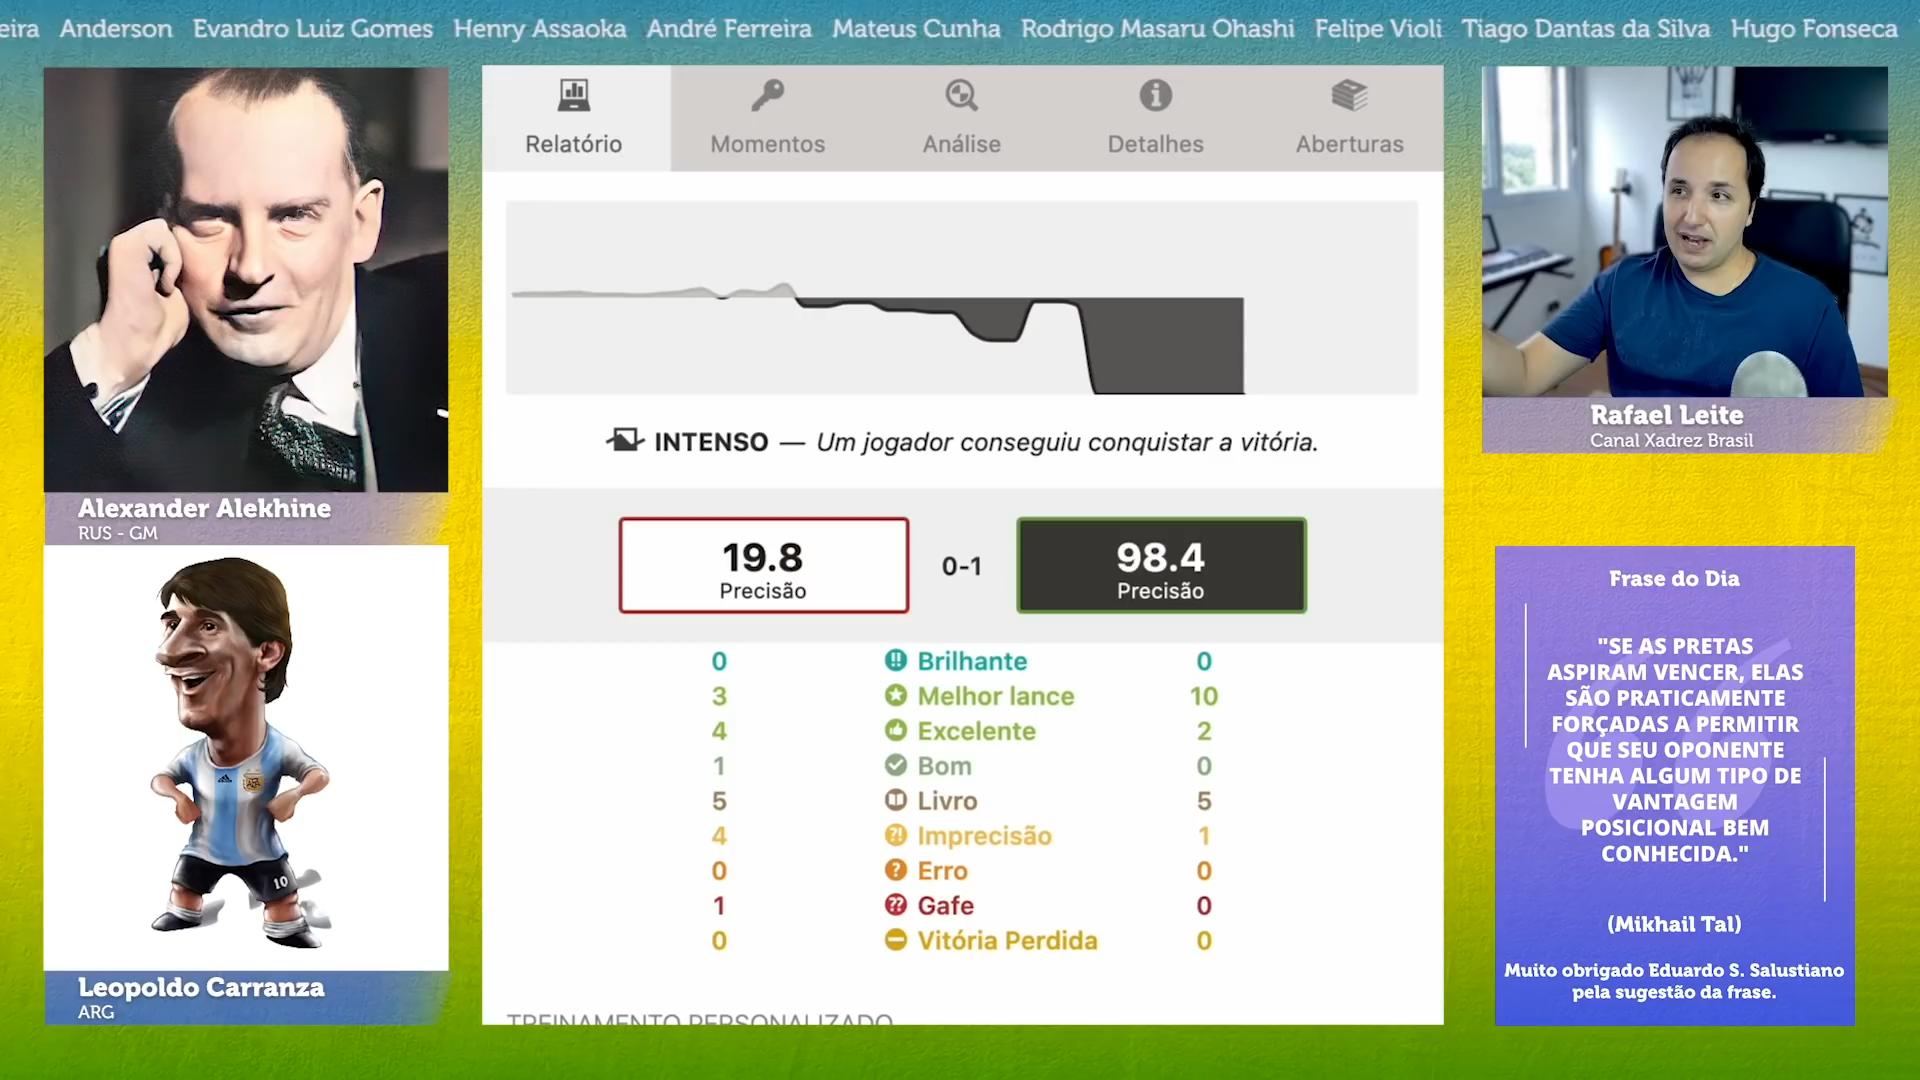 eira Anderson Evandro Luiz Gomes Henry Assaoka André Ferreira Mateus Cunha Rodrigo Masaru Ohashi Felipe Violi Tiago Dantas da Silva Hugo Fonseca
Alexander Alekhine
RUS - GM
10
Leopoldo Carranza
ARG
Relatório Momentos Análise Detalhes Aberturas
INTENSO — Um jogador conseguiu conquistar a vitória.
19.8 0-1 98.4
Precisão Precisão
0 !! Brilhante 0
3 Melhor lance 10
4 Excelente 2
1 Bom 0
5 Livro 5
4 ?! Imprecisão 1
0 ? Erro 0
1 ?? Gafe 0
0 Vitória Perdida 0
TREINAMENTO PERSONALIZADO
Rafael Leite
Canal Xadrez Brasil
Frase do Dia
"SE AS PRETAS
ASPIRAM VENCER, ELAS
SÃO PRATICAMENTE
FORÇADAS A PERMITIR
QUE SEU OPONENTE
TENHA ALGUM TIPO DE
VANTAGEM
POSICIONAL BEM
CONHECIDA."
(Mikhail Tal)
Muito obrigado Eduardo S. Salustiano
pela sugestão da frase.